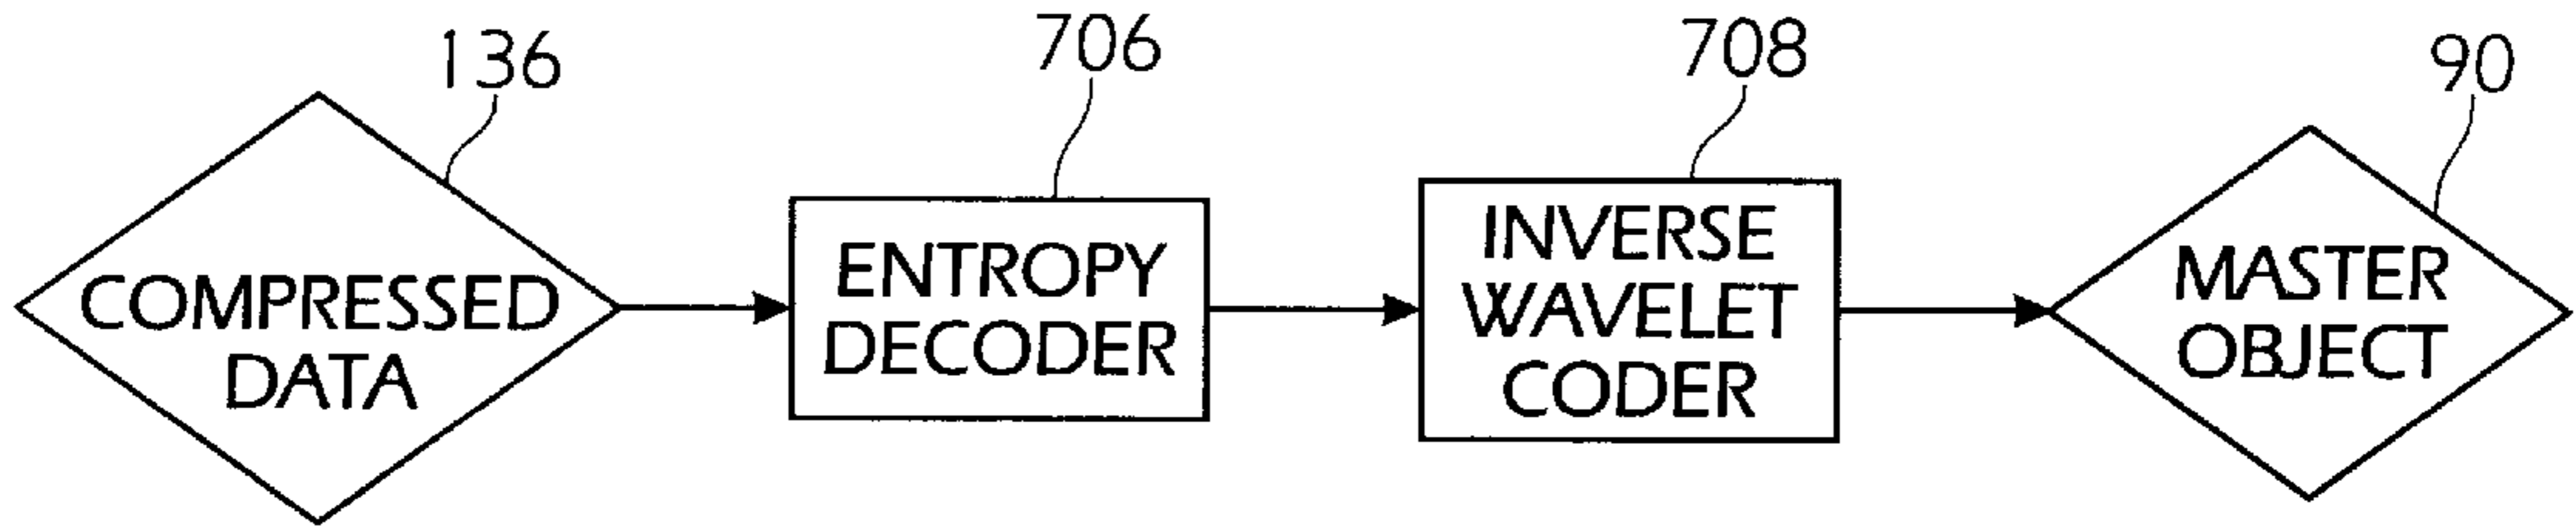 136
706
708
90
COMPRESSED
DATA
ENTROPY
DECODER
INVERSE
WAVELET
CODER
MASTER
OBJECT